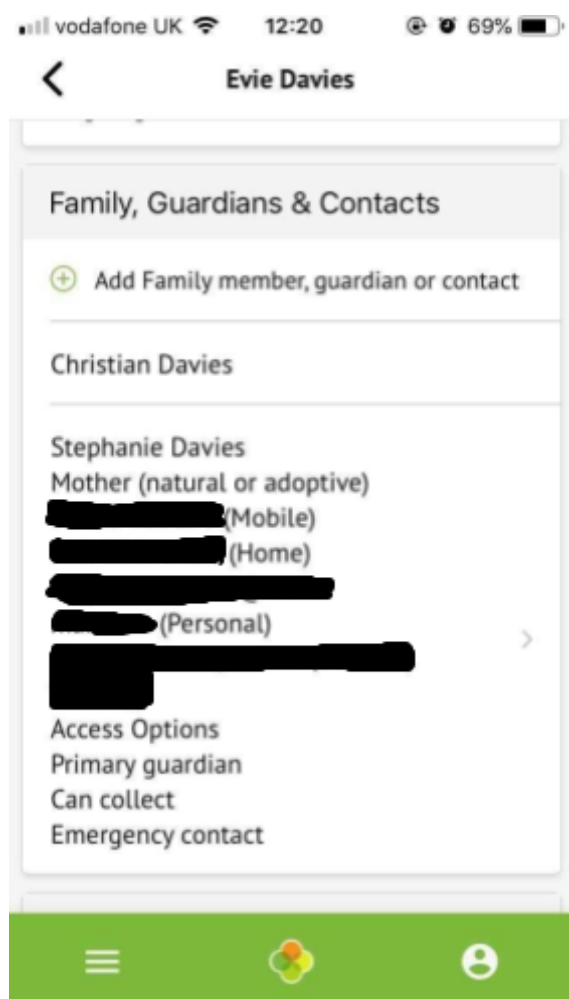 vodafone UK 12:20 69%
Evie Davies
Family, Guardians & Contacts
Add Family member, guardian or contact
Christian Davies
Stephanie Davies
Mother (natural or adoptive)
(Mobile)
(Home)
(Personal)
Access Options
Primary guardian
Can collect
Emergency contact